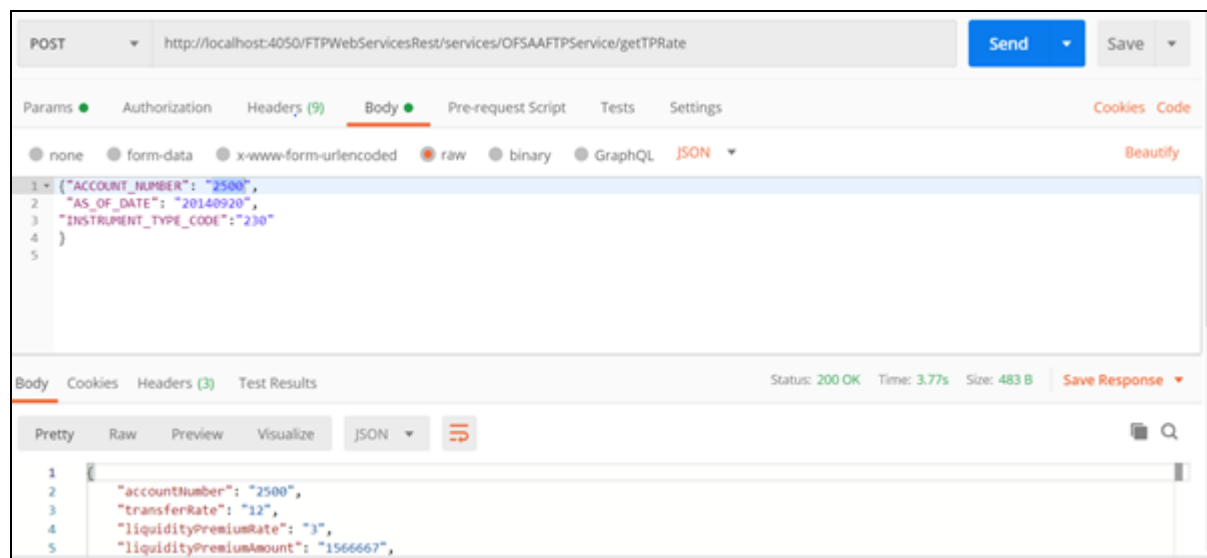 POST http://localhost:4050/FTPWebServicesRest/services/OFSAAFTPService/getTPRate Send Save
Params Authorization Headers (9) Body Pre-request Script Tests Settings Cookies Code
none form-data x-www-form-urlencoded raw binary GraphQL JSON Beautify
1 {"ACCOUNT_NUMBER": "2500",
2 "AS_OF_DATE": "20140920",
3 "INSTRUMENT_TYPE_CODE":"230"
4 }
5
Body Cookies Headers (3) Test Results Status: 200 OK Time: 3.77s Size: 483 B Save Response
Pretty Raw Preview Visualize JSON
1 {
2 "accountNumber": "2500",
3 "transferRate": "12",
4 "liquidityPremiumRate": "3",
5 "liquidityPremiumAmount": "1566667",